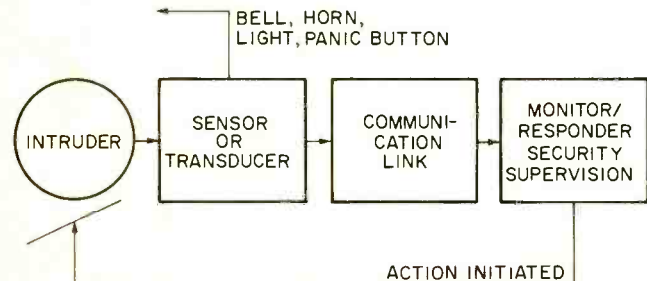 BELL, HORN,
LIGHT, PANIC BUTTON
INTRUDER
SENSOR
OR
TRANSDUCER
COMMUNI-
CATION
LINK
MONITOR/
RESPONDER
SECURITY
SUPERVISION
ACTION INITIATED